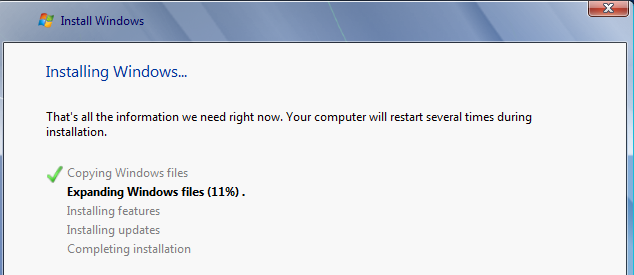 Install Windows
Installing Windows...
That's all the information we need right now. Your computer will restart several times during
installation.
Copying Windows files
Expanding Windows files (11%) .
Installing features
Installing updates
Completing installation